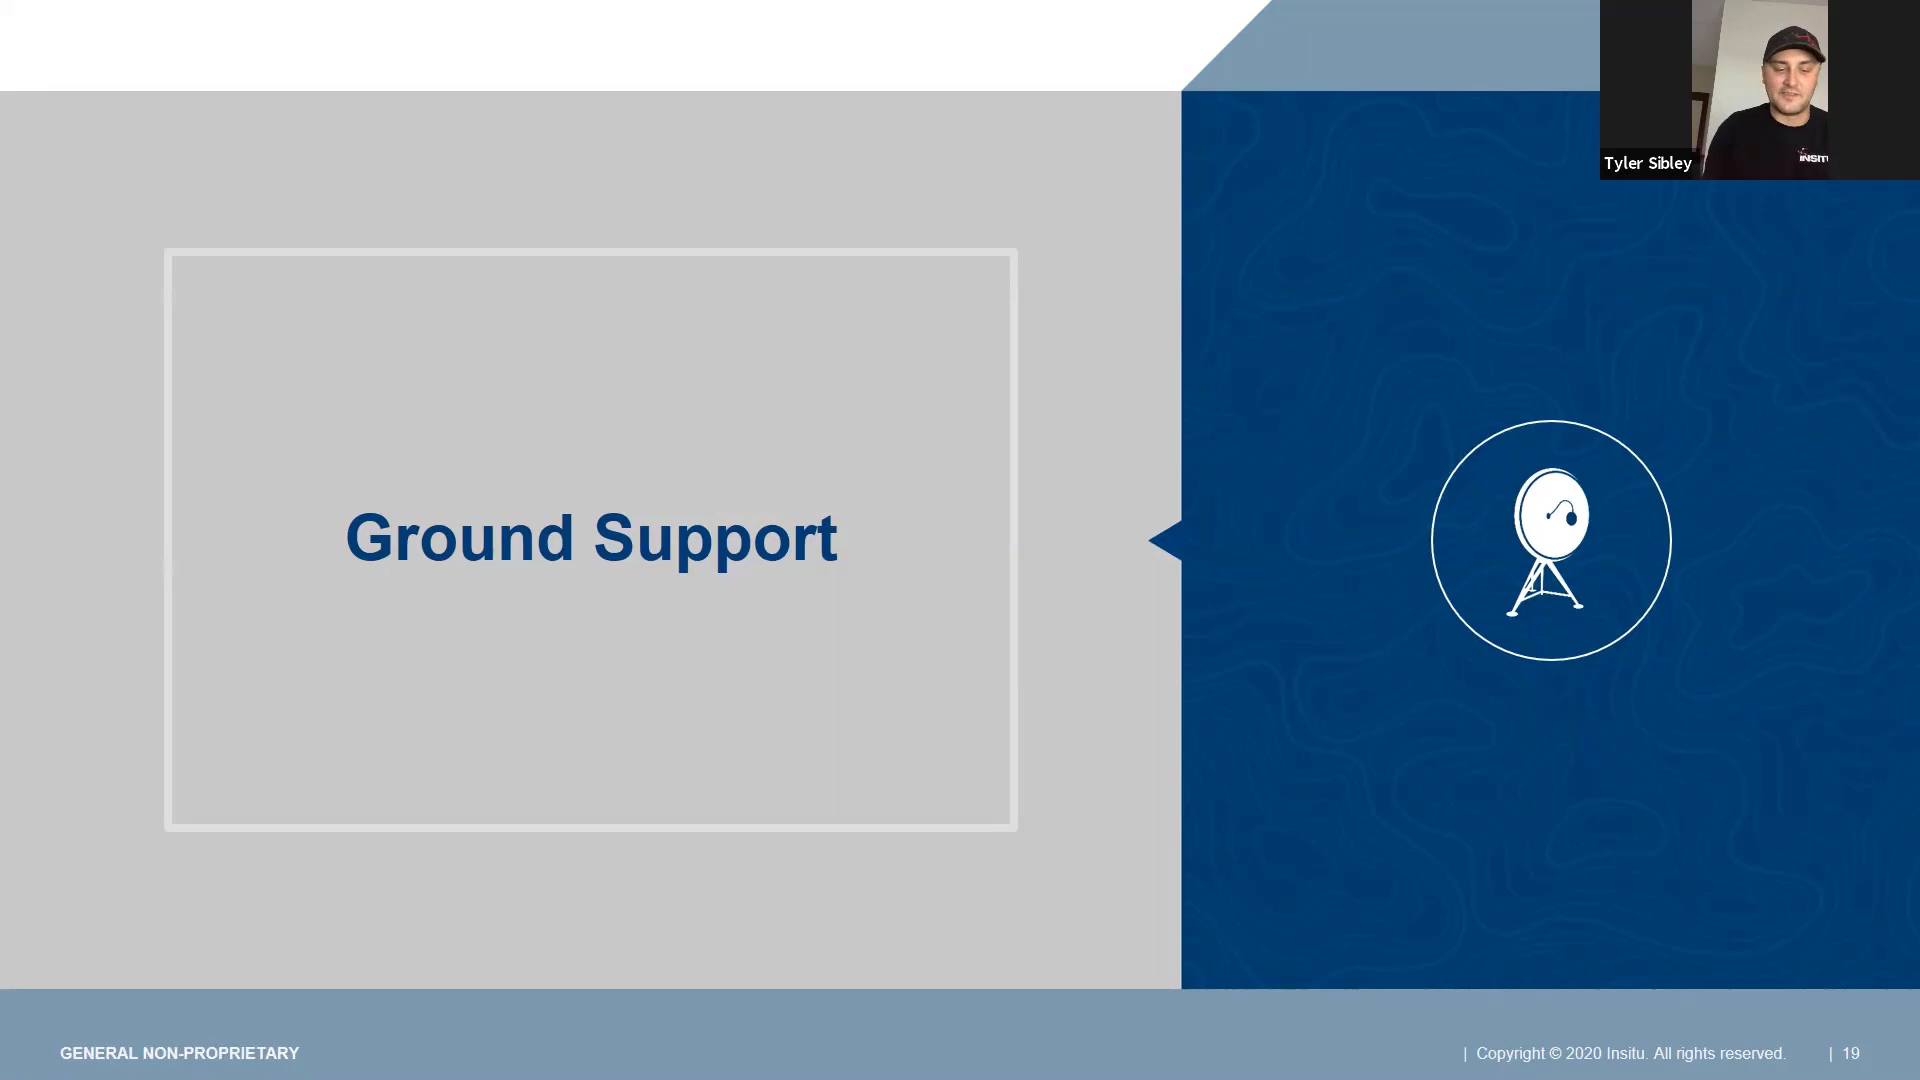 Tyler Sibley
Ground Support
GENERAL NON-PROPRIETARY
| Copyright © 2020 Insitu. All rights reserved. | 19